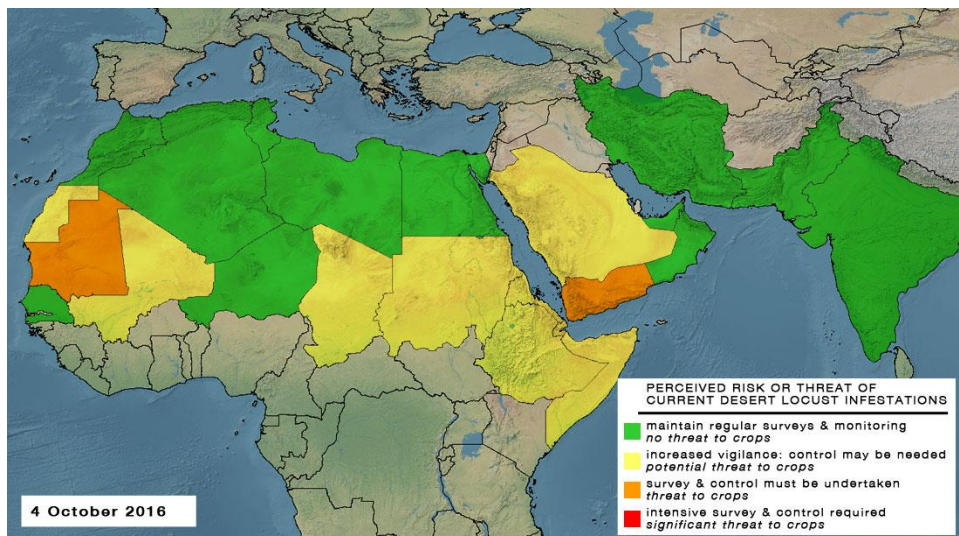 PERCEIVED RISK OR THREAT OF
CURRENT DESERT LOCUST INFESTATIONS
maintain regular surveys & monitoring
no threat to crops
increased vigilance: control may be needed
potential threat to crops
survey & control must be undertaken
threat to crops
intensive survey & control required
significant threat to crops
4 October 2016